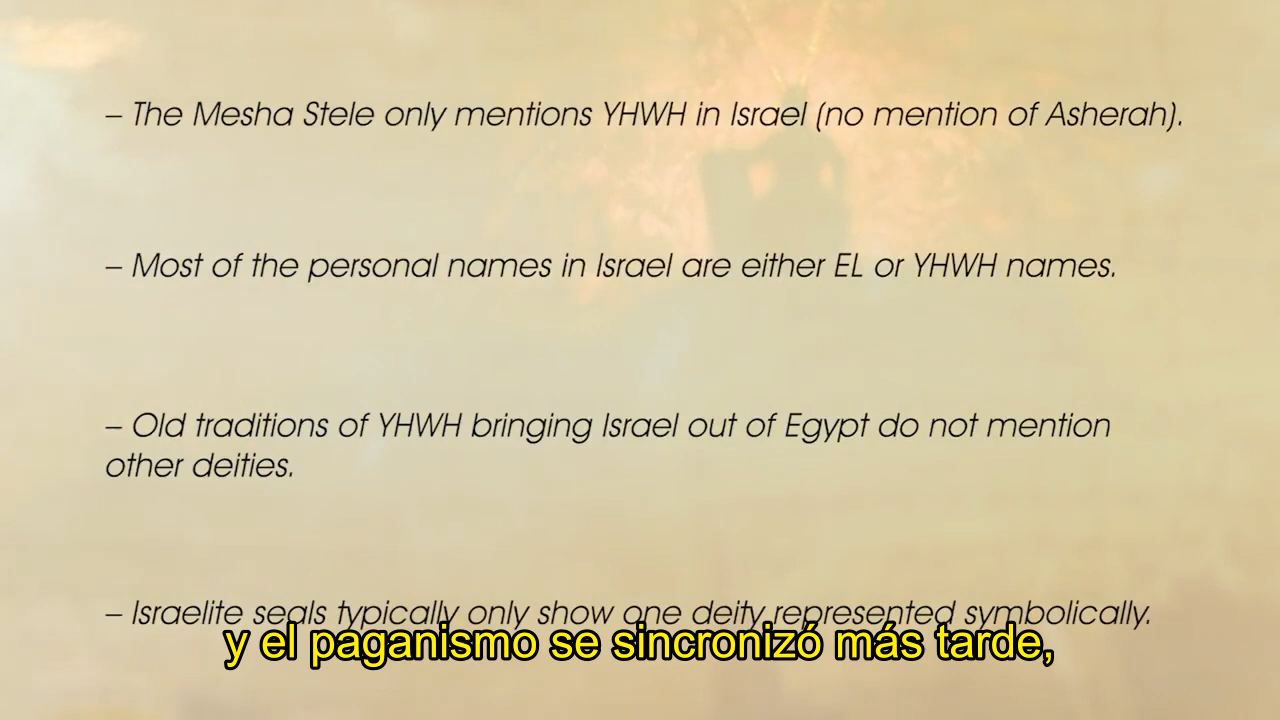 – The Mesha Stele only mentions YHWH in Israel (no mention of Asherah).
– Most of the personal names in Israel are either EL or YHWH names.
– Old traditions of YHWH bringing Israel out of Egypt do not mention
other deities.
– Israelite seals typically only show one deity represented symbolically.
y el paganismo se sincronizó más tarde,